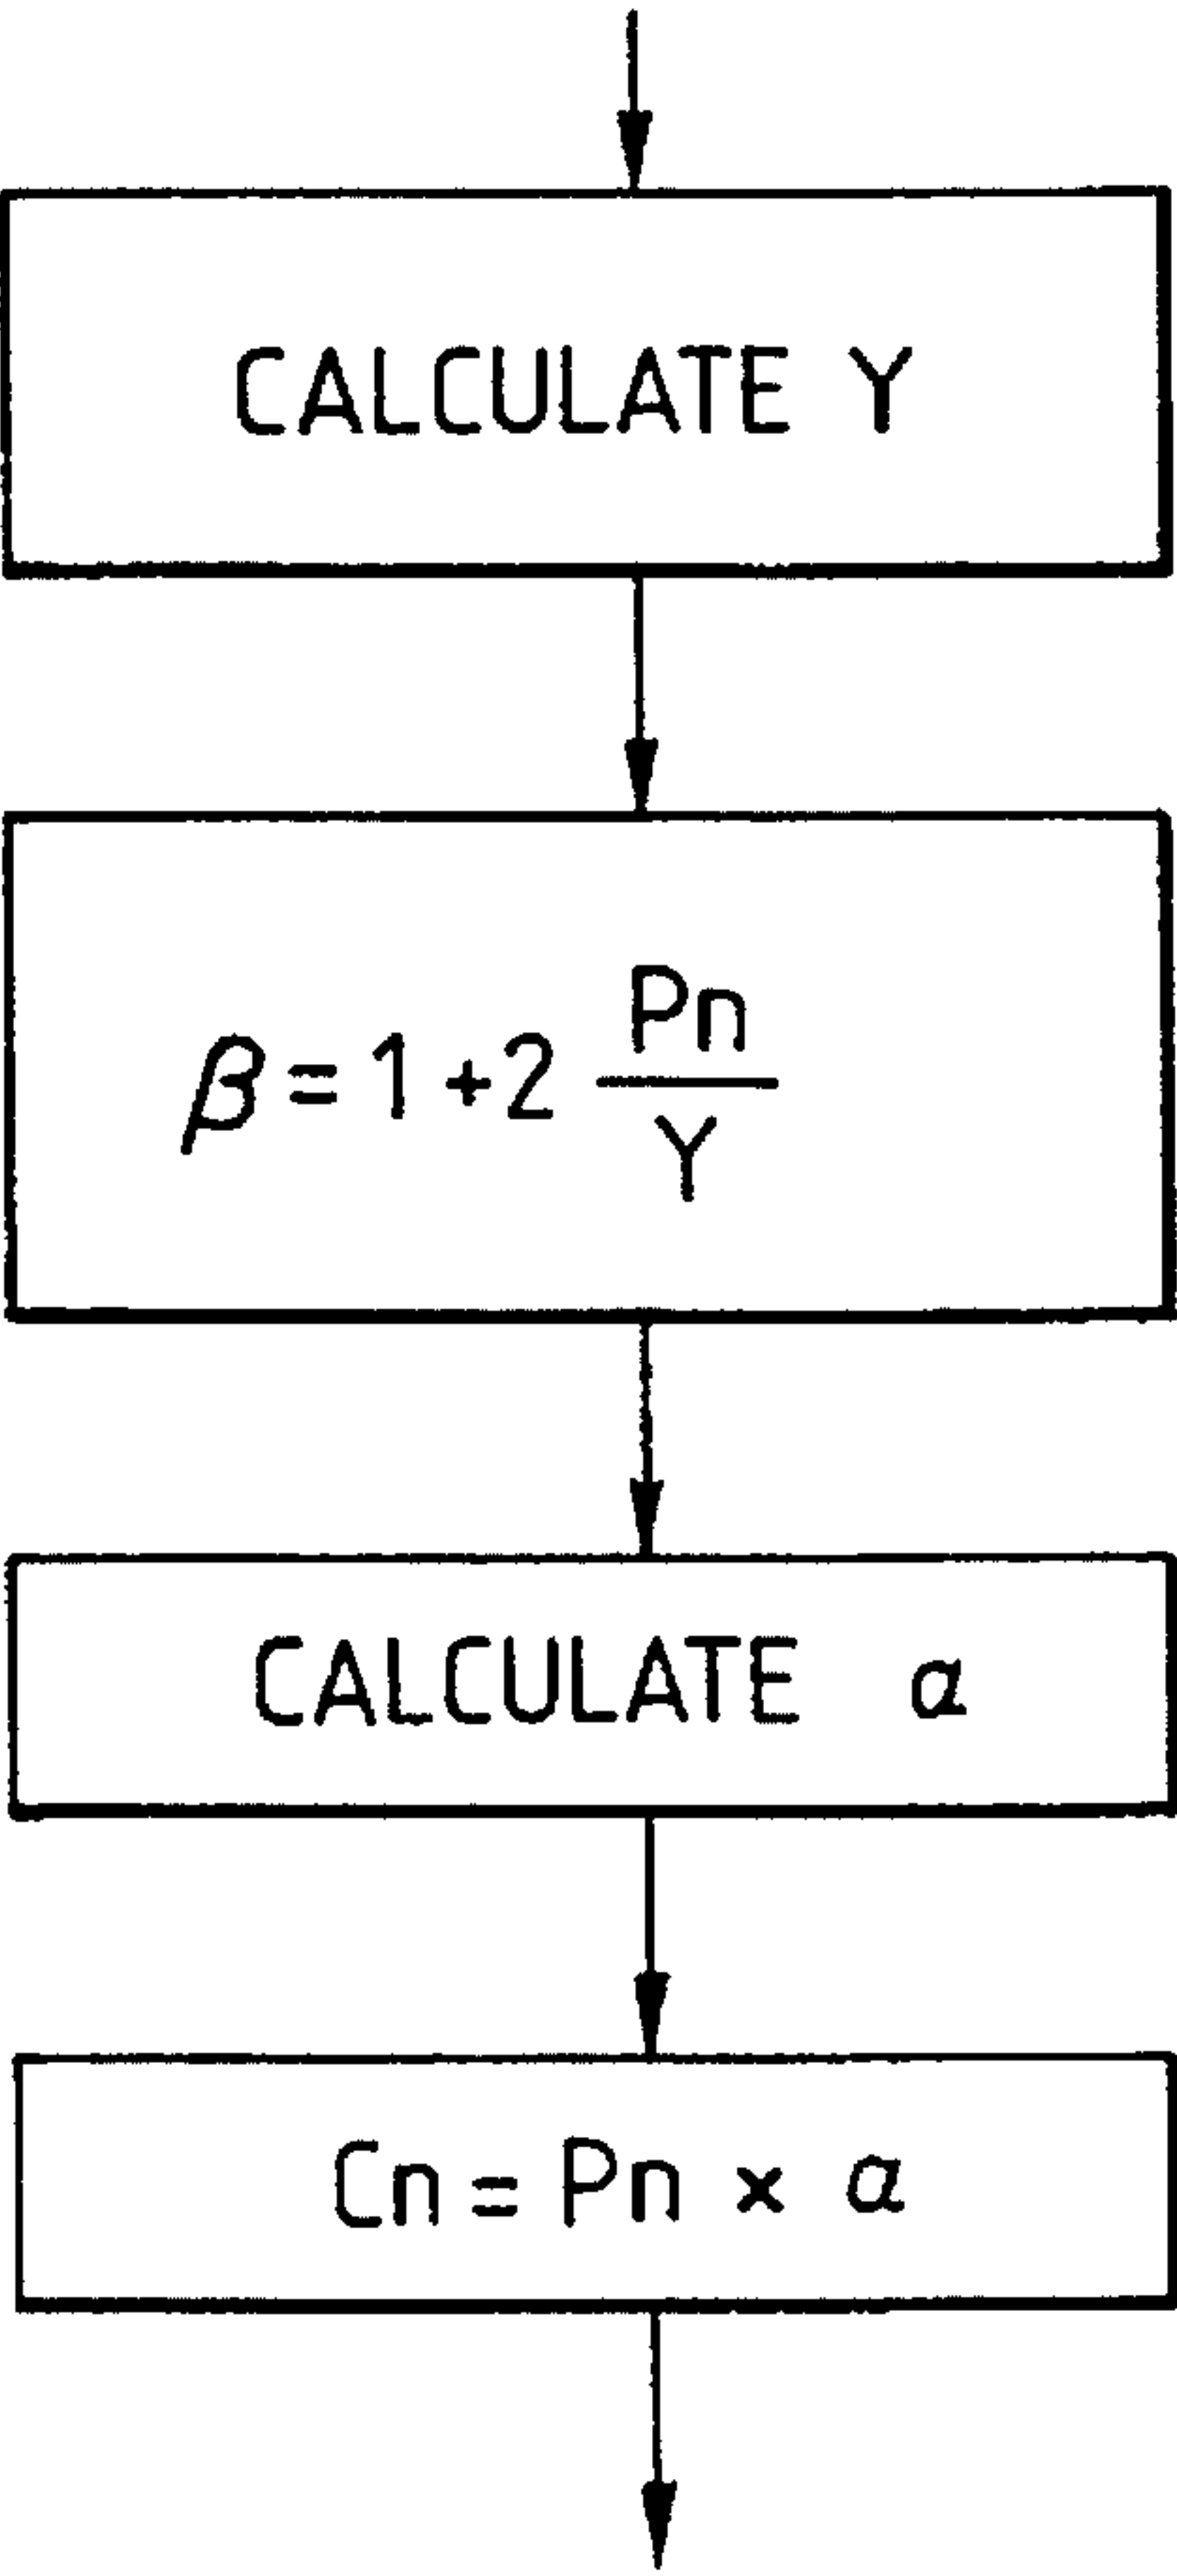 CALCULATE Y
β = 1 + 2 Pn / Y
CALCULATE α
Cn = Pn × α